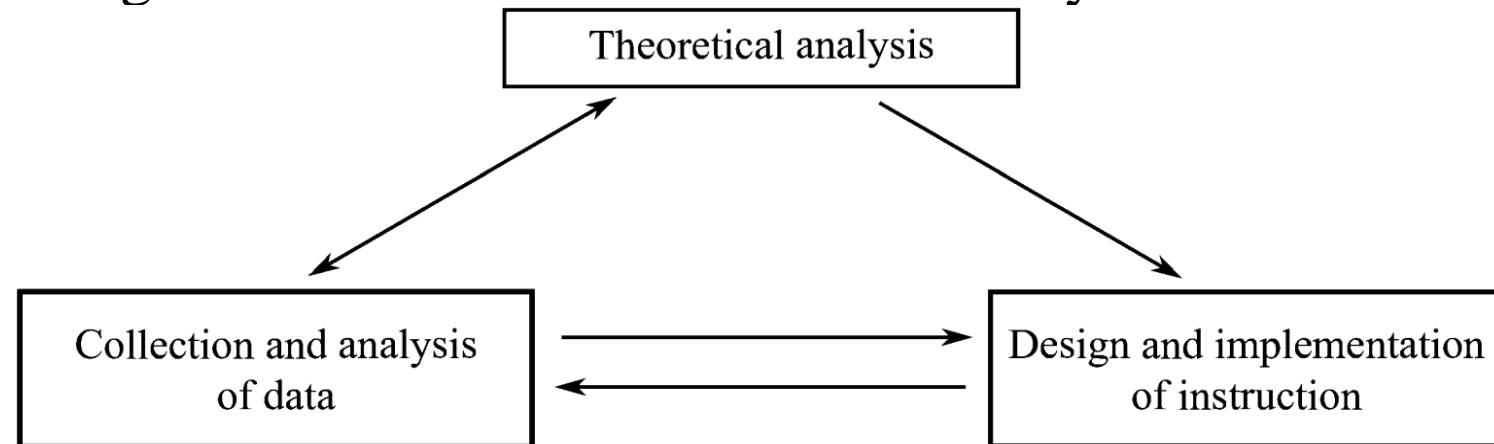 Theoretical analysis
Collection and analysis
of data
Design and implementation
of instruction